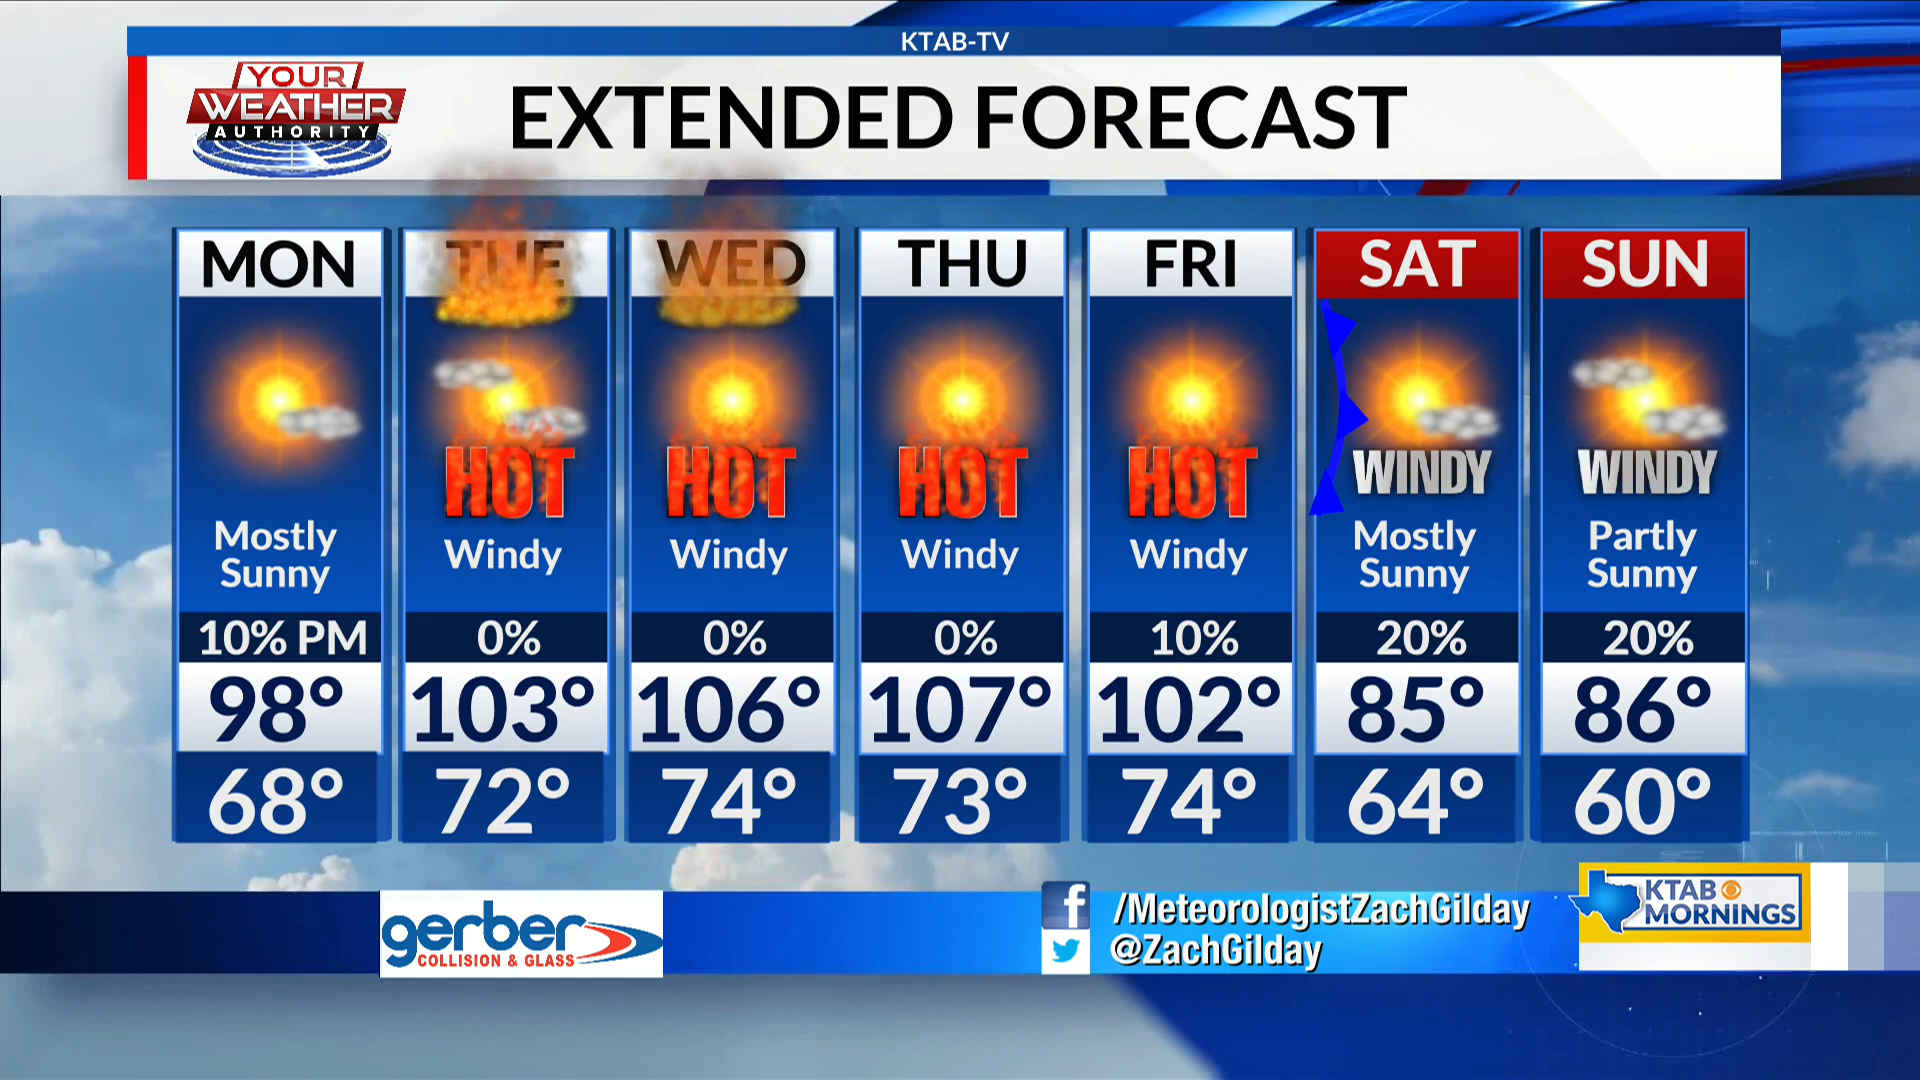 KTAB-TV
YOUR
WEATHER
AUTHORITY
EXTENDED FORECAST
MON TUE WED THU FRI SAT SUN
HOT HOT HOT HOT WINDY WINDY
Mostly Sunny
Windy
Windy
Windy
Windy
Mostly Sunny
Partly Sunny
10% PM 0% 0% 0% 10% 20% 20%
98° 103° 106° 107° 102° 85° 86°
68° 72° 74° 73° 74° 64° 60°
gerber
COLLISION & GLASS
f /MeteorologistZachGilday
@ZachGilday
KTAB
MORNINGS